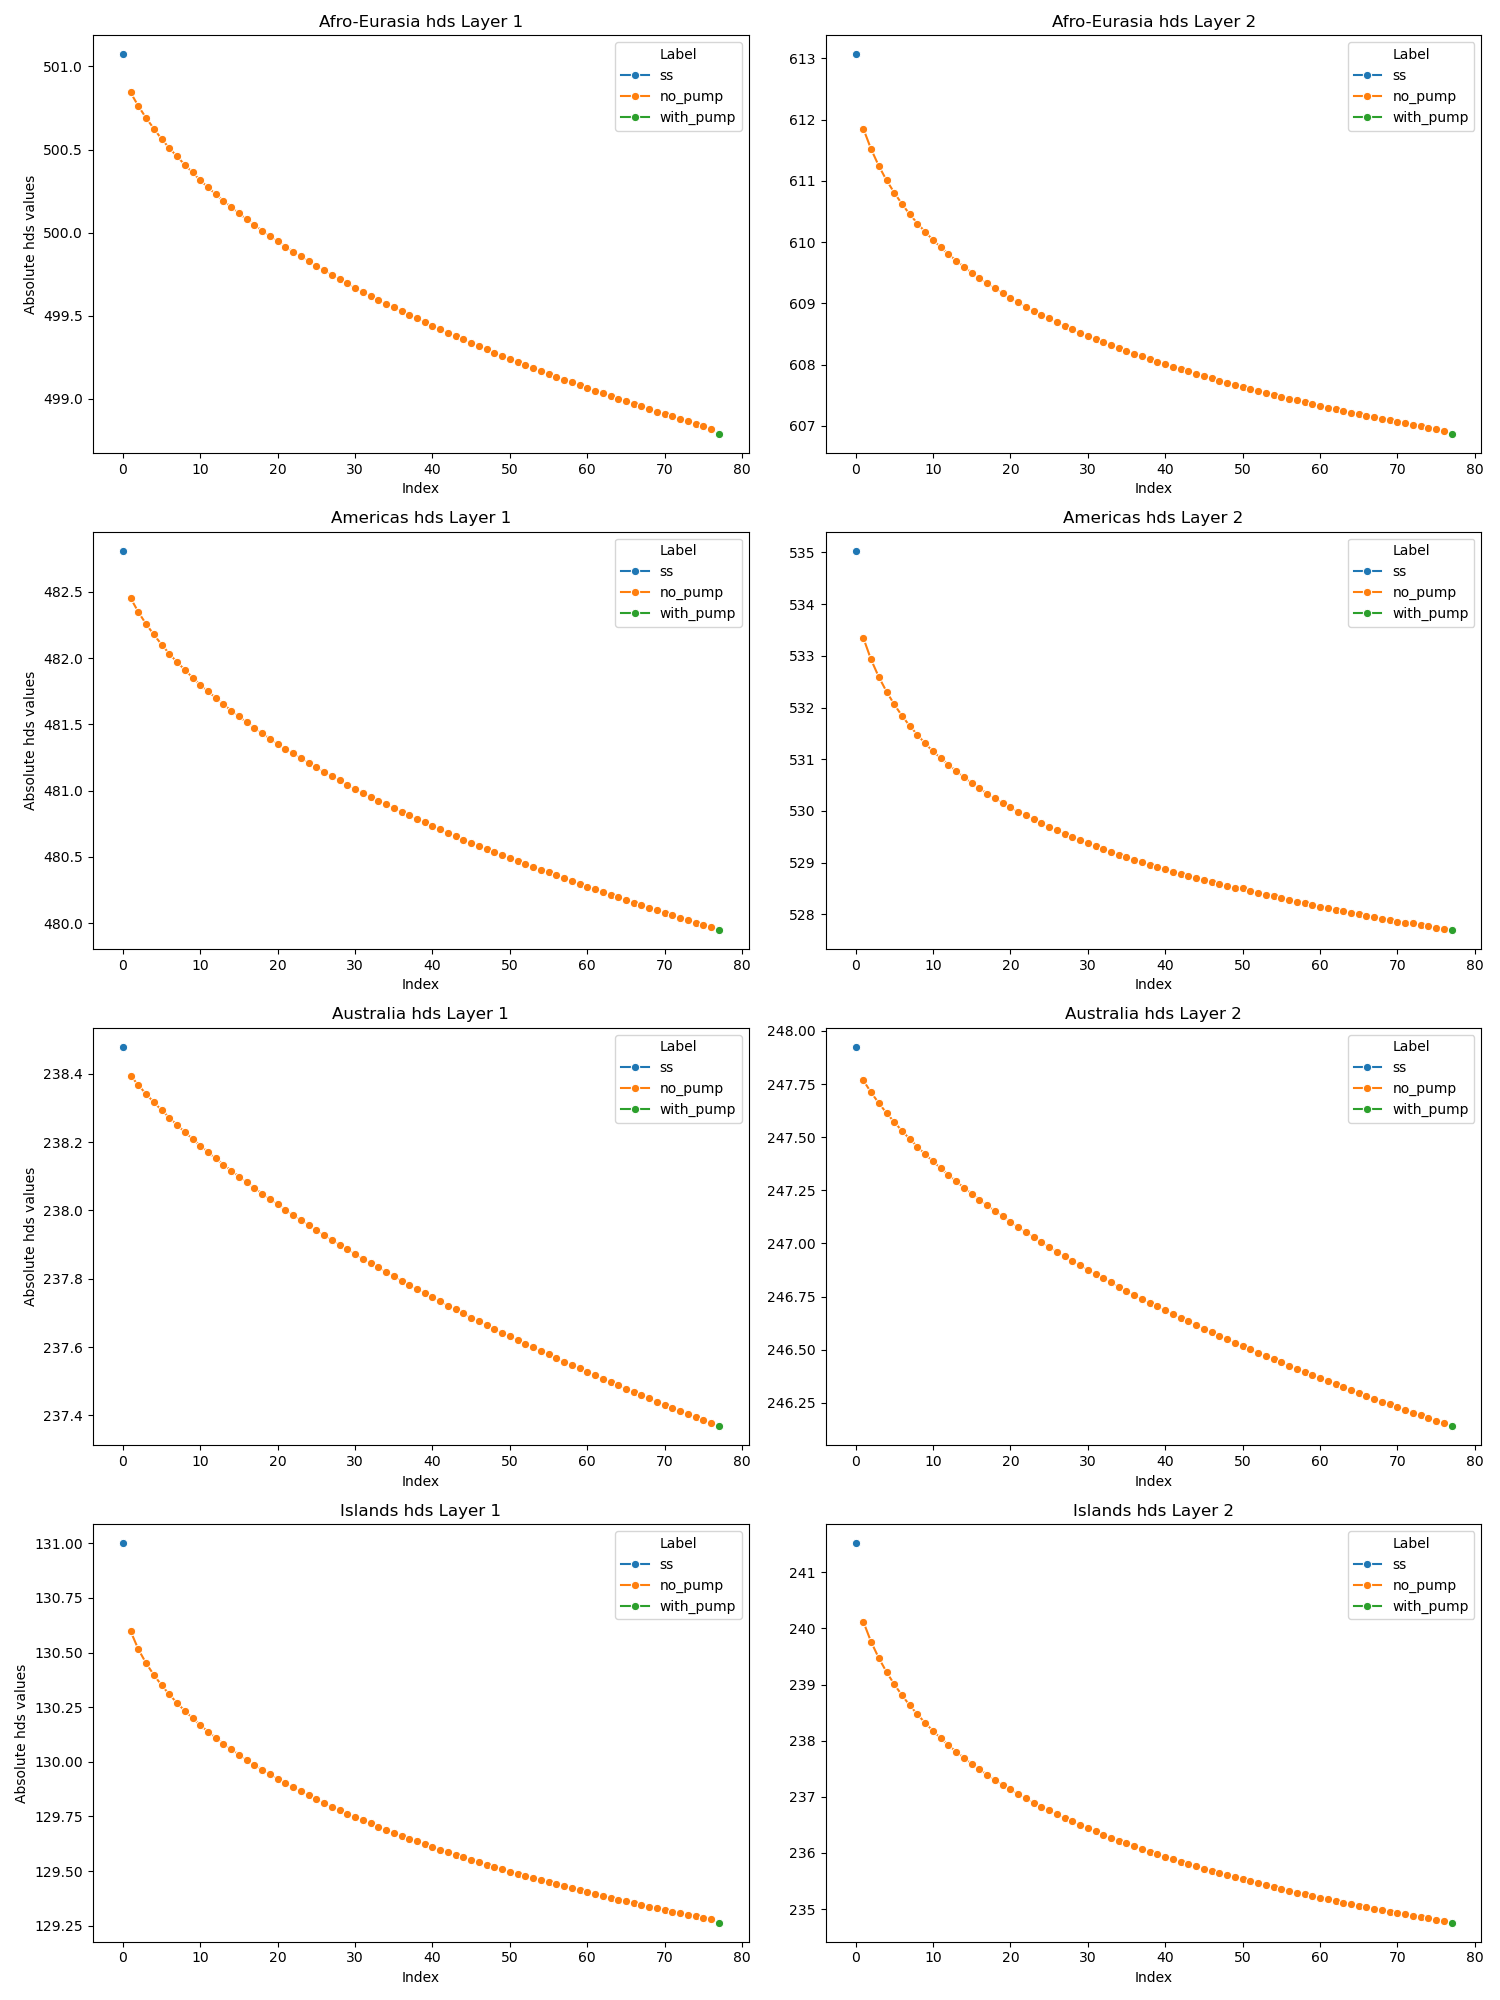 Afro-Eurasia hds Layer 1
Absolute hds values
501.0
500.5
500.0
499.5
499.0
Label
ss
no_pump
with_pump
0 10 20 30 40 50 60 70 80
Index
Afro-Eurasia hds Layer 2
613
612
611
610
609
608
607
Label
ss
no_pump
with_pump
0 10 20 30 40 50 60 70 80
Index
Americas hds Layer 1
Absolute hds values
482.5
482.0
481.5
481.0
480.5
480.0
Label
ss
no_pump
with_pump
0 10 20 30 40 50 60 70 80
Index
Americas hds Layer 2
535
534
533
532
531
530
529
528
Label
ss
no_pump
with_pump
0 10 20 30 40 50 60 70 80
Index
Australia hds Layer 1
Absolute hds values
238.4
238.2
238.0
237.8
237.6
237.4
Label
ss
no_pump
with_pump
0 10 20 30 40 50 60 70 80
Index
Australia hds Layer 2
248.00
247.75
247.50
247.25
247.00
246.75
246.50
246.25
Label
ss
no_pump
with_pump
0 10 20 30 40 50 60 70 80
Index
Islands hds Layer 1
Absolute hds values
131.00
130.75
130.50
130.25
130.00
129.75
129.50
129.25
Label
ss
no_pump
with_pump
0 10 20 30 40 50 60 70 80
Index
Islands hds Layer 2
241
240
239
238
237
236
235
Label
ss
no_pump
with_pump
0 10 20 30 40 50 60 70 80
Index